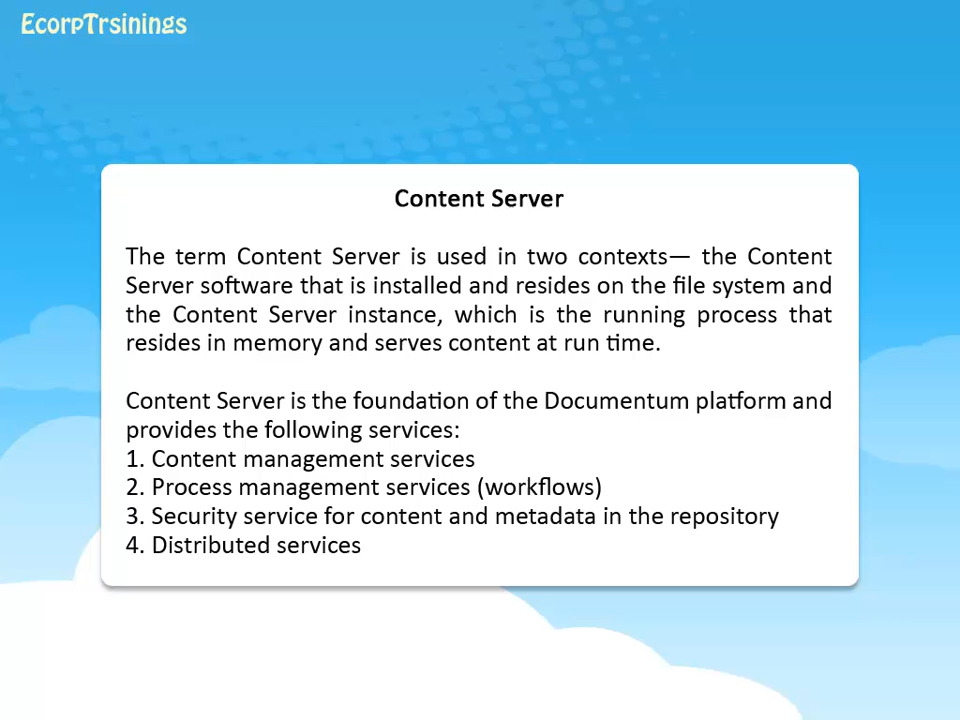 EcorpTrsinings
Content Server
The term Content Server is used in two contexts— the Content
Server software that is installed and resides on the file system and
the Content Server instance, which is the running process that
resides in memory and serves content at run time.
Content Server is the foundation of the Documentum platform and
provides the following services:
1. Content management services
2. Process management services (workflows)
3. Security service for content and metadata in the repository
4. Distributed services